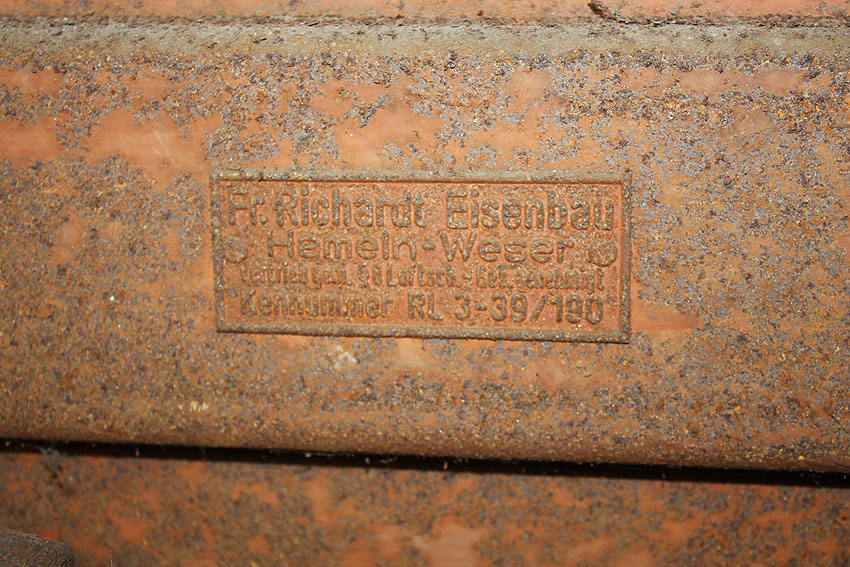 Fr. Richardt Eisenbau
Hameln-Weser
Vertrieb gem. § 8 Luftsch.-Ges. genehmigt
Kennummer RL 3-39/190